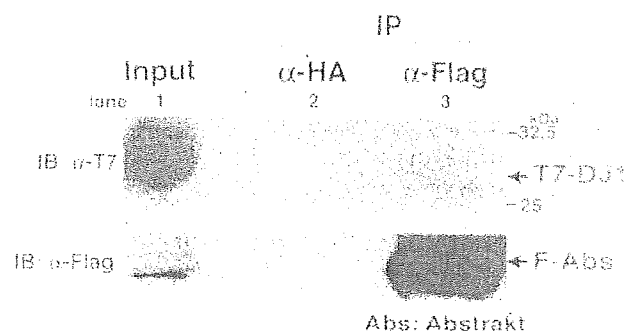 IP
Input α-HA α-Flag
lane 1 2 3
kDa
-32.5
IB: α-T7
T7-DJ1
-25
IB: α-Flag
F-Abs
Abs: Abstrakt